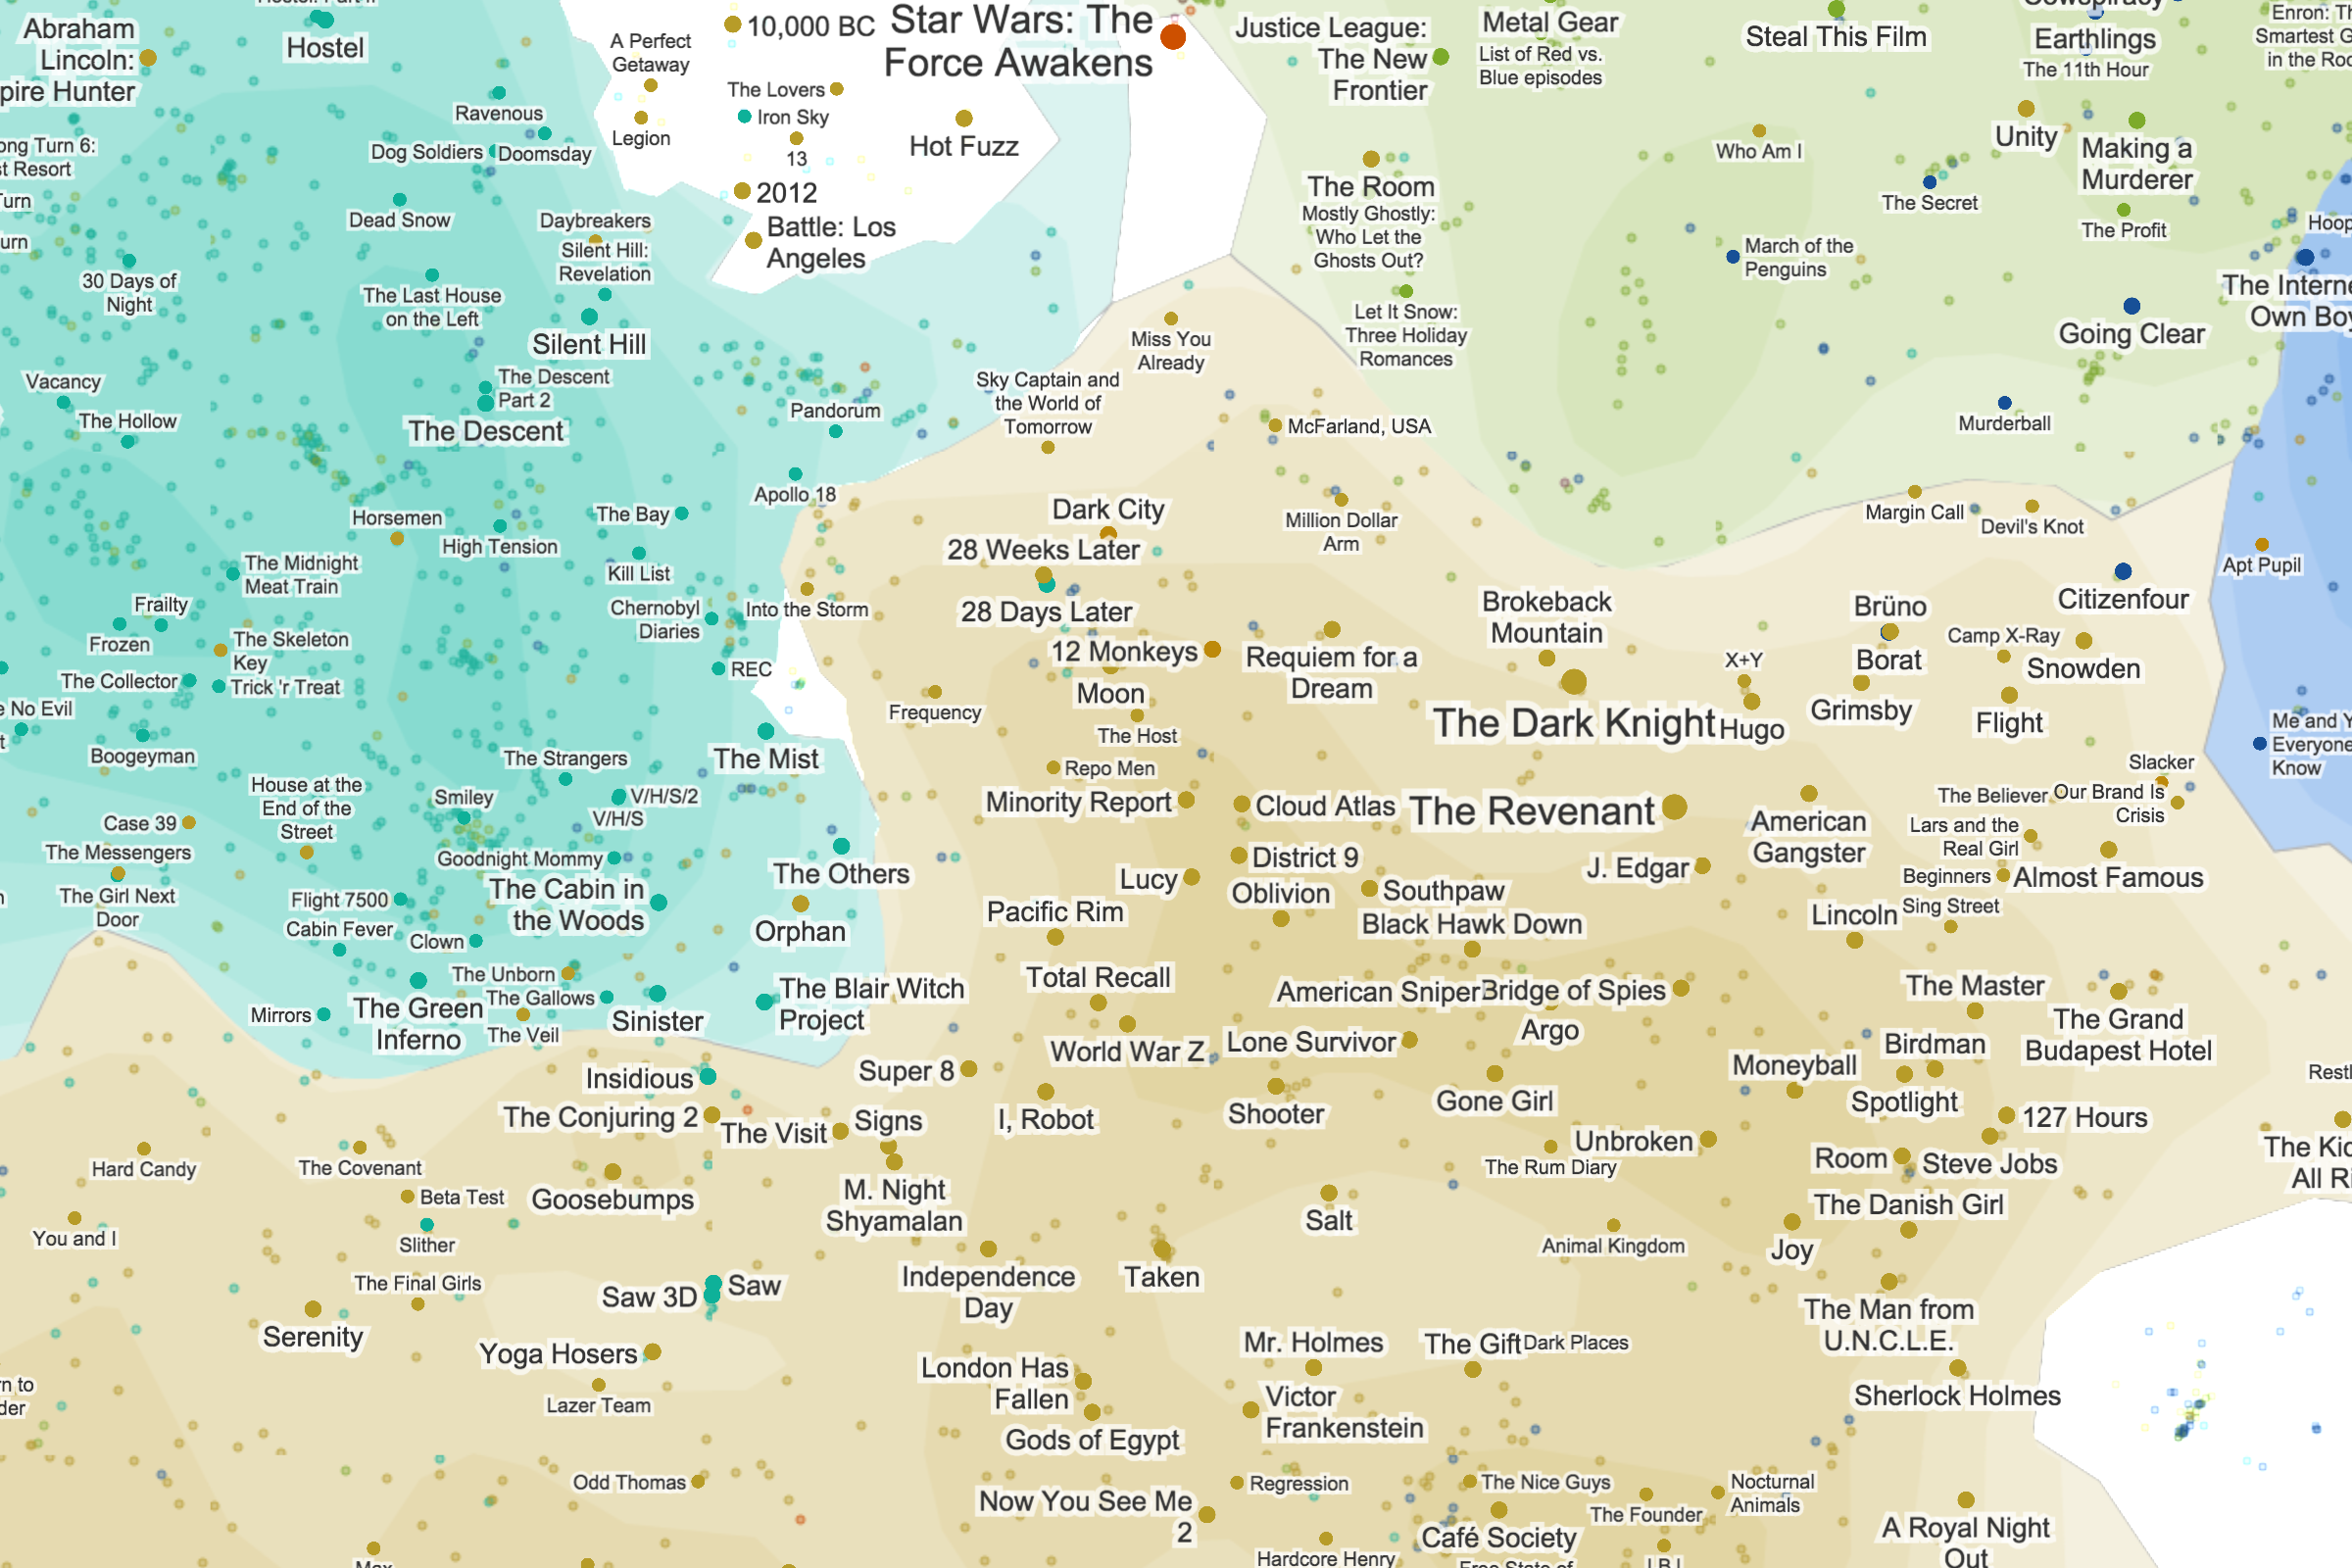 Abraham
Lincoln:
pire Hunter
Hostel
Ravenous
Dog Soldiers
Doomsday
ong Turn 6:
st Resort
Turn
urn
Dead Snow
Daybreakers
Silent Hill:
Revelation
30 Days of
Night
The Last House
on the Left
Silent Hill
Vacancy
The Descent
Part 2
The Hollow
The Descent
Pandorum
Apollo 18
Horsemen
The Bay
High Tension
Kill List
The Midnight
Meat Train
Frailty
Frozen
Chernobyl
Diaries
Into the Storm
The Skeleton
Key
The Collector
Trick 'r Treat
REC
e No Evil
Boogeyman
The Strangers
The Mist
House at the
End of the
Street
Smiley
V/H/S/2
V/H/S
Case 39
The Messengers
Goodnight Mommy
The Others
The Girl Next
Door
Flight 7500
The Cabin in
the Woods
Cabin Fever
Clown
Orphan
The Unborn
The Gallows
The Green
Inferno
Mirrors
The Veil
Sinister
The Blair Witch
Project
A Perfect
Getaway
Legion
10,000 BC
Star Wars: The
Force Awakens
The Lovers
Iron Sky
13
Hot Fuzz
2012
Battle: Los
Angeles
Justice League:
The New
Frontier
Metal Gear
List of Red vs.
Blue episodes
Steal This Film
Earthlings
The 11th Hour
Enron: Th
Smartest G
in the Roo
Who Am I
Unity
Making a
Murderer
The Room
Mostly Ghostly:
Who Let the
Ghosts Out?
The Secret
The Profit
March of the
Penguins
Hoop
The Interne
Own Boy
Let It Snow:
Three Holiday
Romances
Going Clear
Murderball
Miss You
Already
Sky Captain and
the World of
Tomorrow
McFarland, USA
Dark City
Million Dollar
Arm
Margin Call
Devil's Knot
28 Weeks Later
28 Days Later
Apt Pupil
Citizenfour
Brokeback
Mountain
Brüno
Borat
Camp X-Ray
Snowden
12 Monkeys
Requiem for a
Dream
Moon
X+Y
Frequency
The Host
The Dark Knight
Hugo
Grimsby
Flight
Me and Y
Everyone
Know
Repo Men
Slacker
Minority Report
Cloud Atlas
The Revenant
American
Gangster
The Believer
Our Brand Is
Crisis
Lars and the
Real Girl
District 9
Lucy
Oblivion
Southpaw
J. Edgar
Beginners
Almost Famous
Pacific Rim
Black Hawk Down
Lincoln
Sing Street
Total Recall
American Sniper
Bridge of Spies
The Master
The Grand
Budapest Hotel
Argo
World War Z
Lone Survivor
Birdman
Super 8
Moneyball
Gone Girl
Spotlight
127 Hours
I, Robot
Shooter
Insidious
The Conjuring 2
The Visit
Signs
Unbroken
The Rum Diary
Room
Steve Jobs
The Kid
All Ri
Restl
Hard Candy
The Covenant
Beta Test
Goosebumps
M. Night
Shyamalan
Salt
The Danish Girl
You and I
Slither
Animal Kingdom
Joy
The Final Girls
Independence
Day
Taken
Saw 3D
Saw
Serenity
The Man from
U.N.C.L.E.
Yoga Hosers
Mr. Holmes
The Gift
Dark Places
Lazer Team
London Has
Fallen
Victor
Frankenstein
Sherlock Holmes
rn to
der
Gods of Egypt
Odd Thomas
Regression
The Nice Guys
Nocturnal
Animals
Now You See Me
2
The Founder
Café Society
A Royal Night
Out
Hardcore Henry